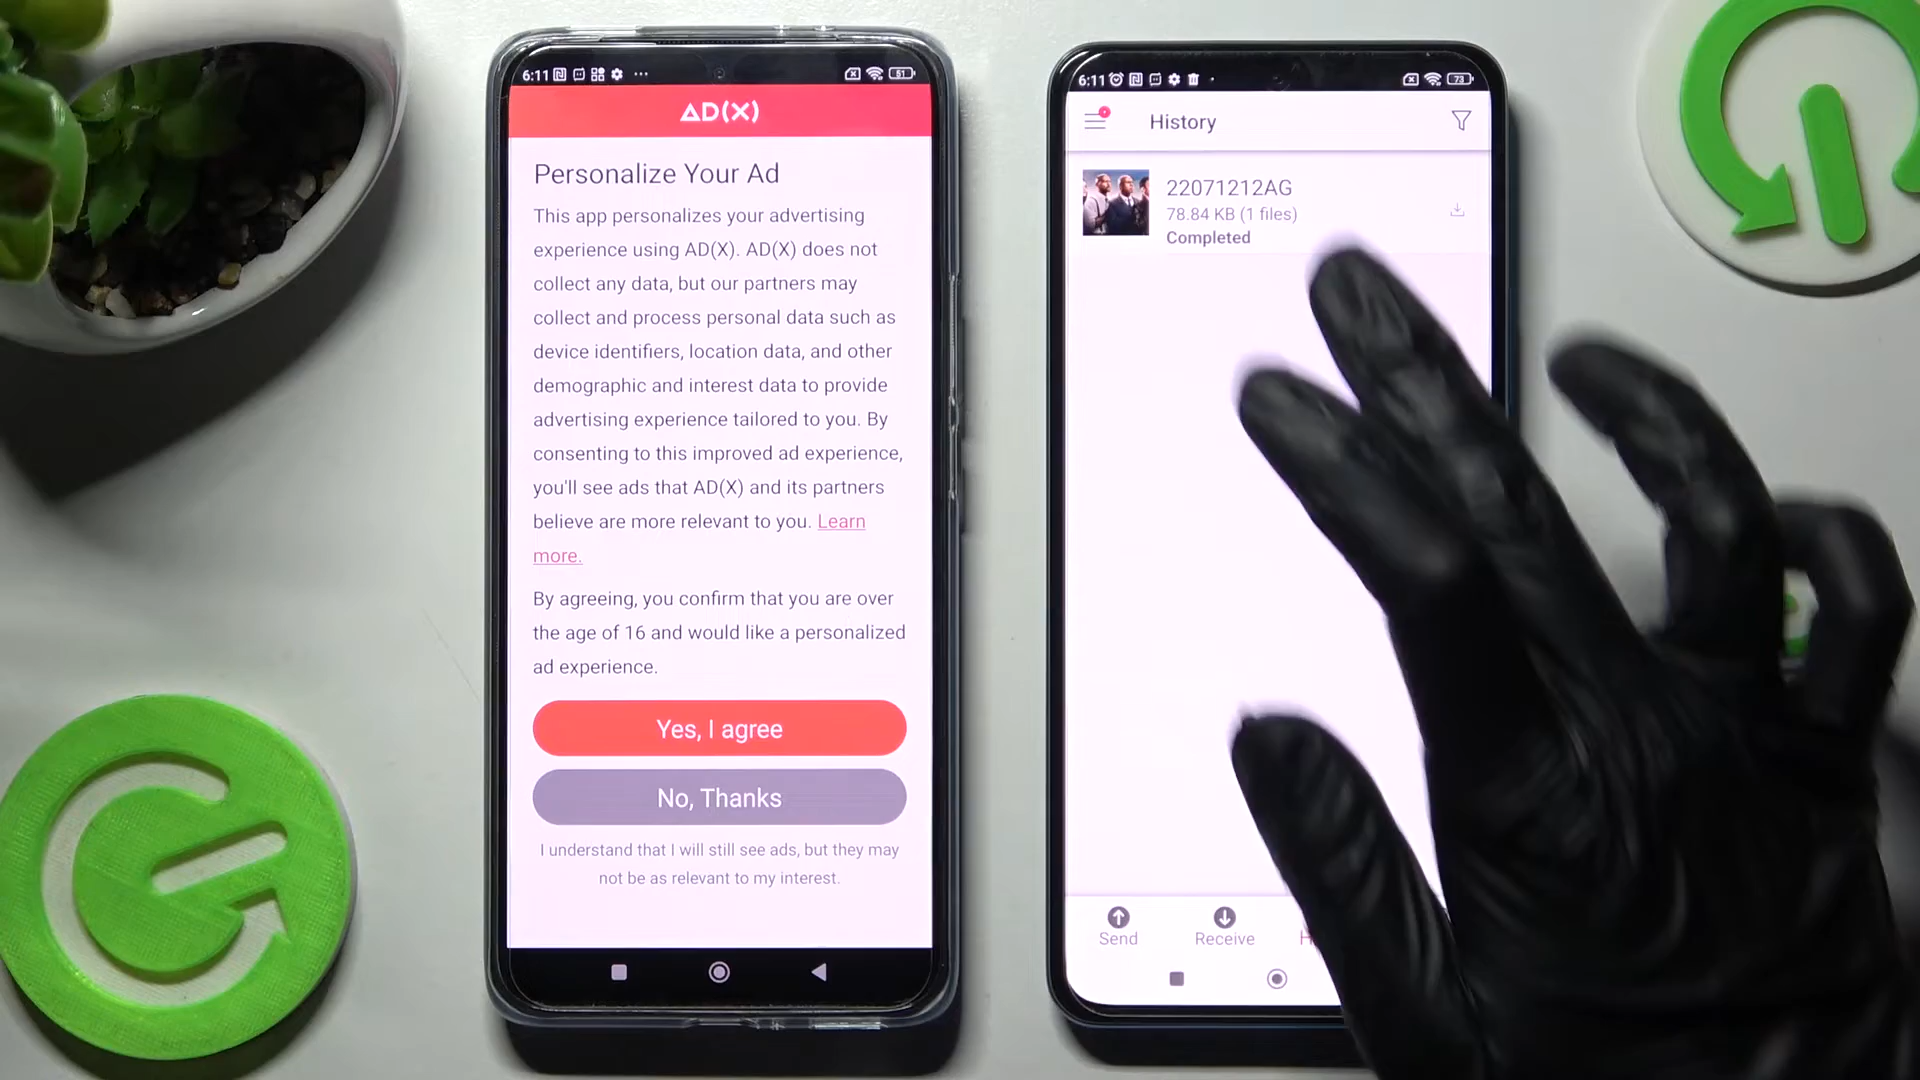 6:11
51
AD(X)
Personalize Your Ad
This app personalizes your advertising
experience using AD(X). AD(X) does not
collect any data, but our partners may
collect and process personal data such as
device identifiers, location data, and other
demographic and interest data to provide
advertising experience tailored to you. By
consenting to this improved ad experience,
you'll see ads that AD(X) and its partners
believe are more relevant to you. Learn
more.
By agreeing, you confirm that you are over
the age of 16 and would like a personalized
ad experience.
Yes, I agree
No, Thanks
I understand that I will still see ads, but they may
not be as relevant to my interest.
6:11
73
History
22071212AG
78.84 KB (1 files)
Completed
Send
Receive